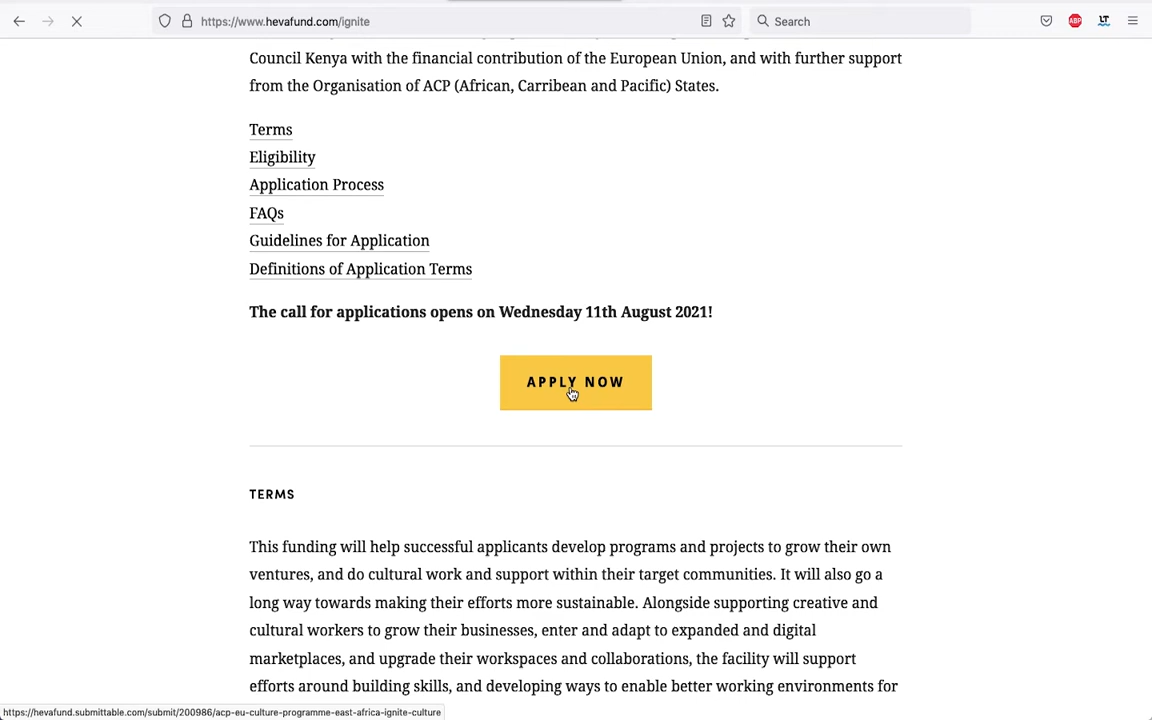 https://www.hevafund.com/ignite
Search
ABP
LT
Council Kenya with the financial contribution of the European Union, and with further support
from the Organisation of ACP (African, Carribean and Pacific) States.
Terms
Eligibility
Application Process
FAQs
Guidelines for Application
Definitions of Application Terms
The call for applications opens on Wednesday 11th August 2021!
APPLY NOW
TERMS
This funding will help successful applicants develop programs and projects to grow their own
ventures, and do cultural work and support within their target communities. It will also go a
long way towards making their efforts more sustainable. Alongside supporting creative and
cultural workers to grow their businesses, enter and adapt to expanded and digital
marketplaces, and upgrade their workspaces and collaborations, the facility will support
efforts around building skills, and developing ways to enable better working environments for
https://hevafund.submittable.com/submit/200986/acp-eu-culture-programme-east-africa-ignite-culture